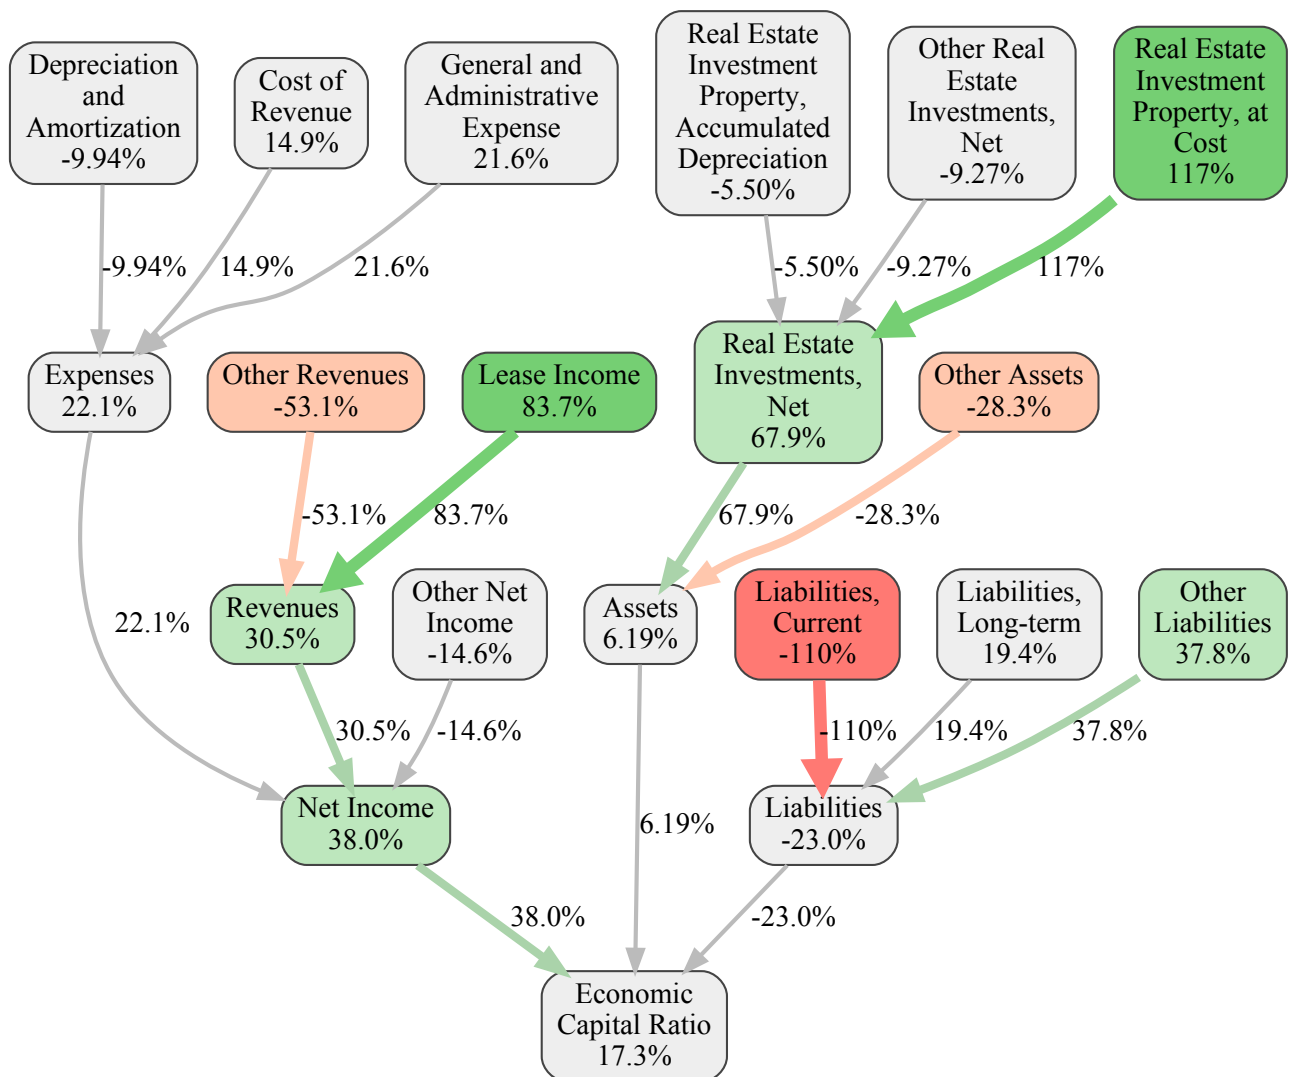 Depreciation
and
Amortization
-9.94%
Cost of
Revenue
14.9%
General and
Administrative
Expense
21.6%
Real Estate
Investment
Property,
Accumulated
Depreciation
-5.50%
Other Real
Estate
Investments,
Net
-9.27%
Real Estate
Investment
Property, at
Cost
117%
-9.94%
14.9%
21.6%
-5.50%
-9.27%
117%
Expenses
22.1%
Other Revenues
-53.1%
Lease Income
83.7%
Real Estate
Investments,
Net
67.9%
Other Assets
-28.3%
-53.1%
83.7%
67.9%
-28.3%
22.1%
Revenues
30.5%
Other Net
Income
-14.6%
Assets
6.19%
Liabilities,
Current
-110%
Liabilities,
Long-term
19.4%
Other
Liabilities
37.8%
30.5%
-14.6%
-110%
19.4%
37.8%
Net Income
38.0%
6.19%
Liabilities
-23.0%
38.0%
-23.0%
Economic
Capital Ratio
17.3%